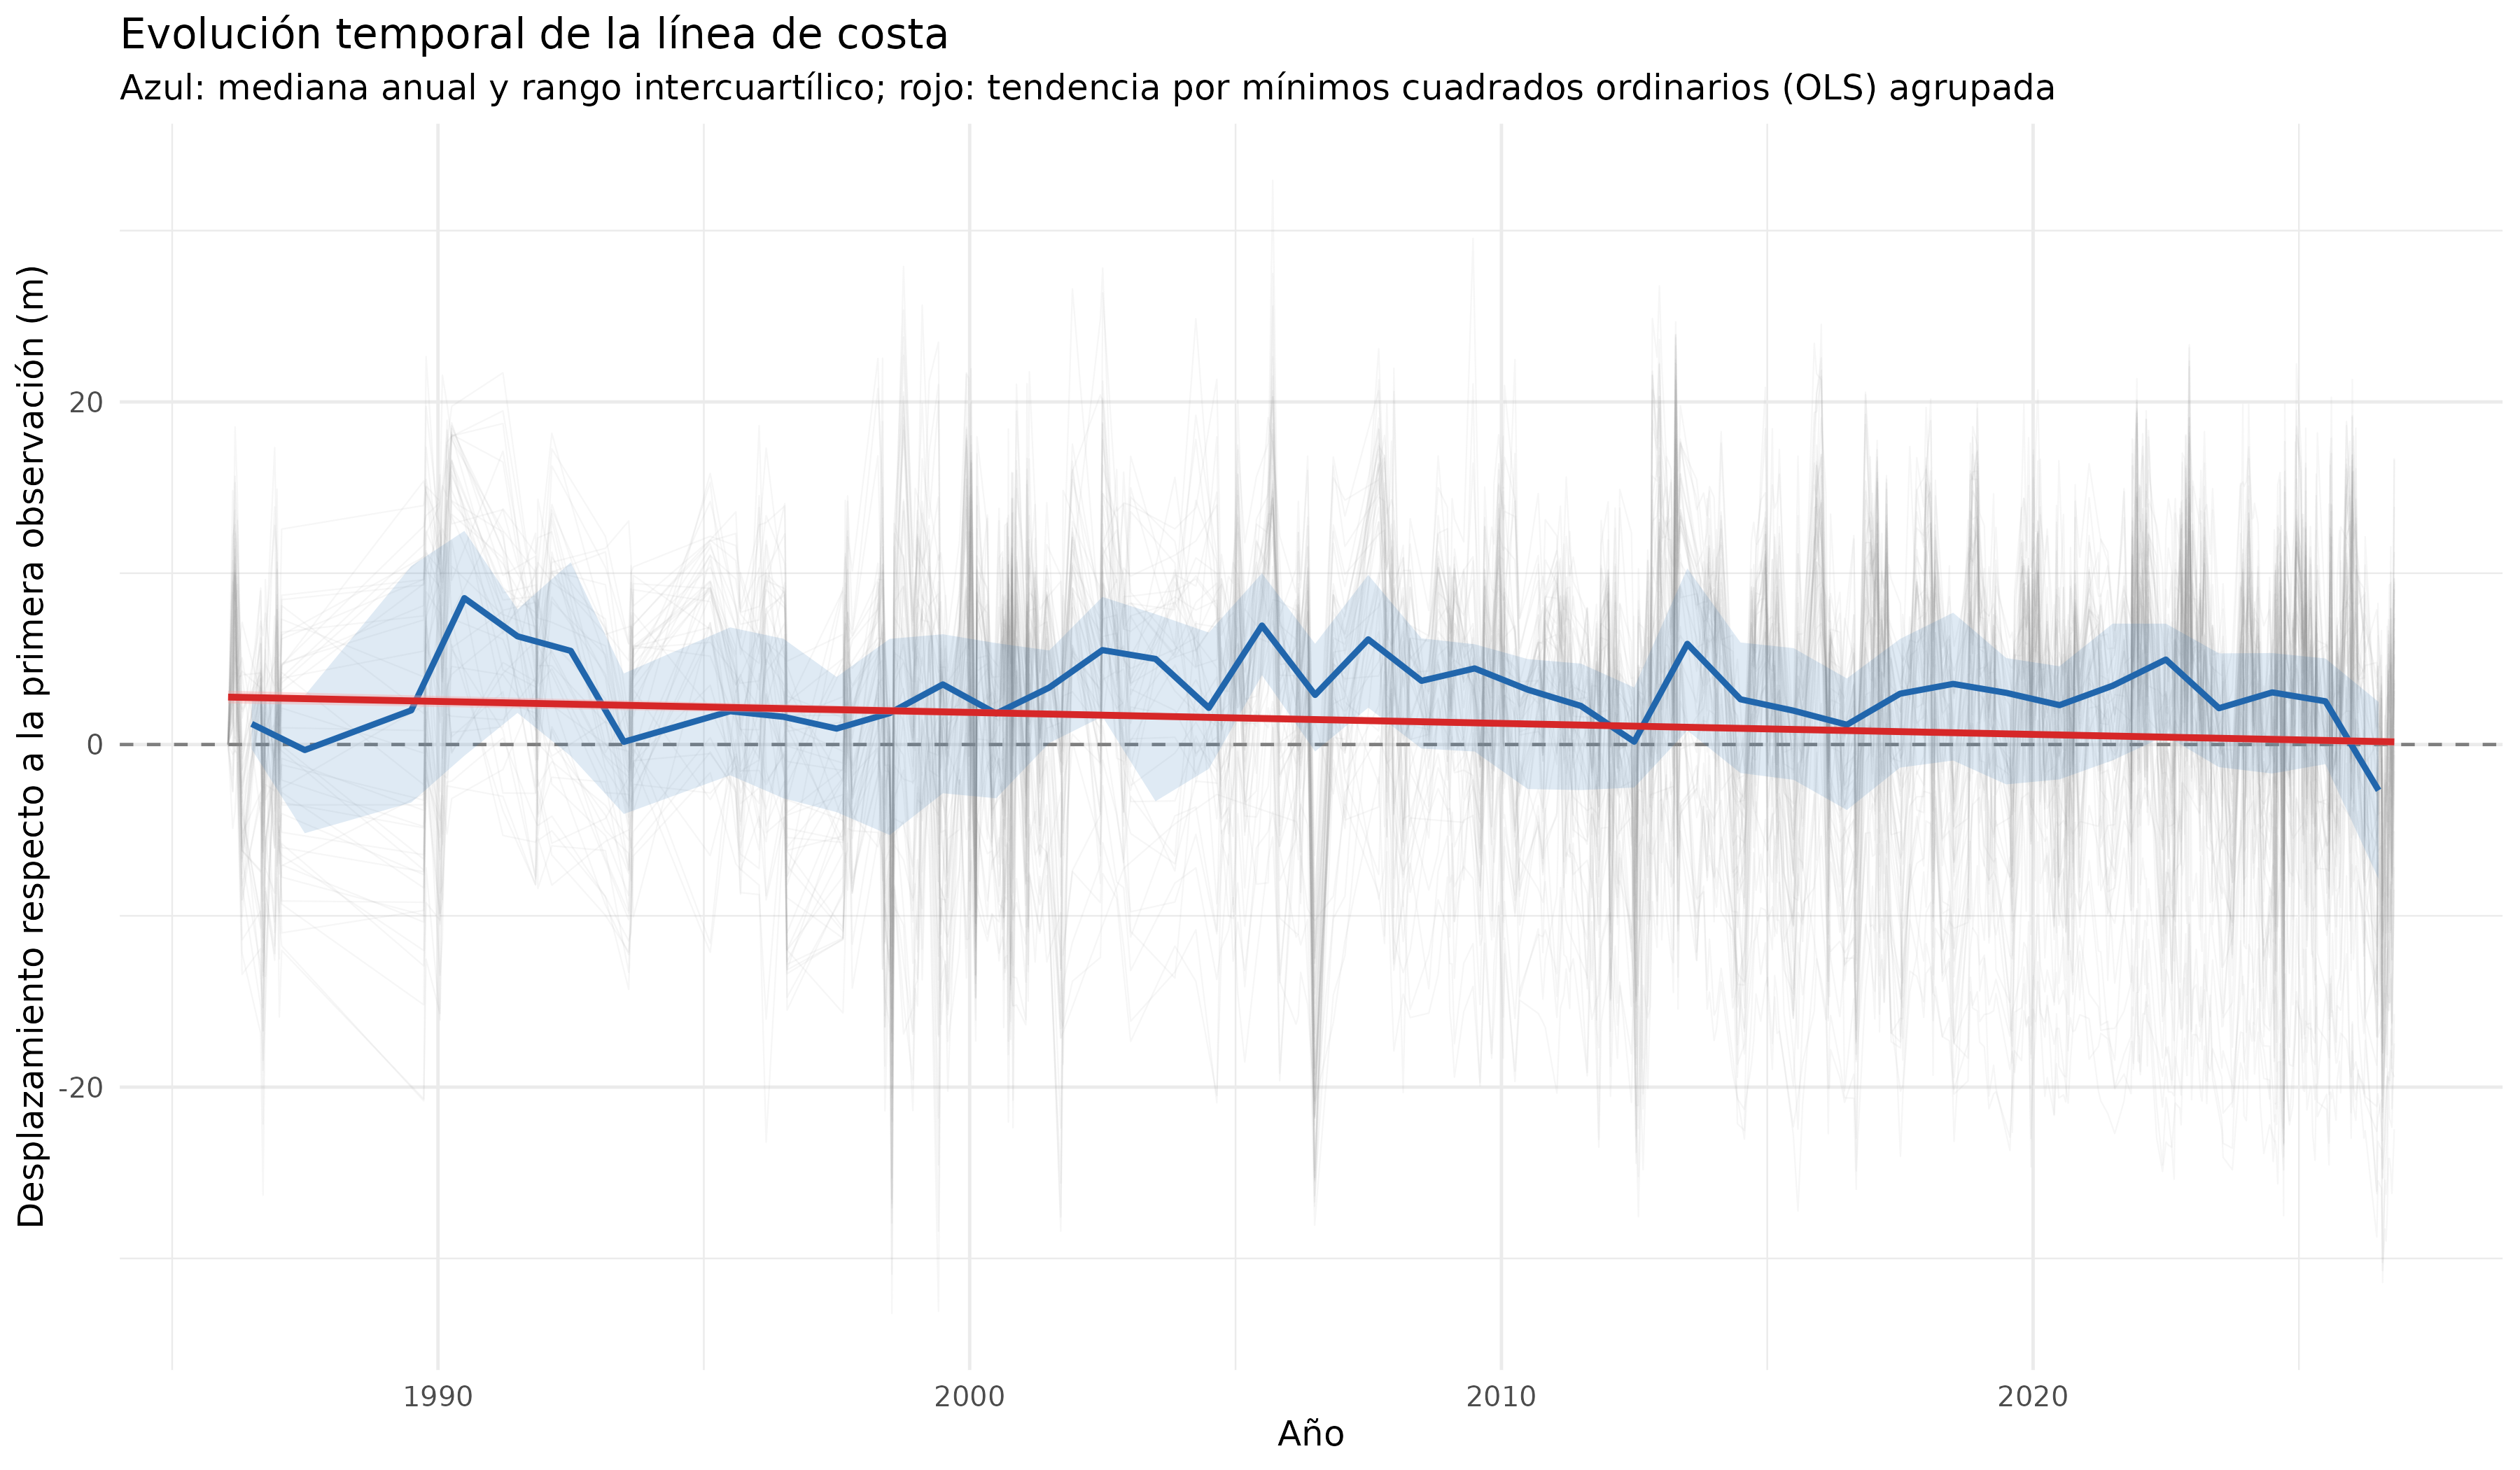 Evolución temporal de la línea de costa
Azul: mediana anual y rango intercuartílico; rojo: tendencia por mínimos cuadrados ordinarios (OLS) agrupada
Desplazamiento respecto a la primera observación (m)
20
0
-20
1990
2000
2010
2020
Año